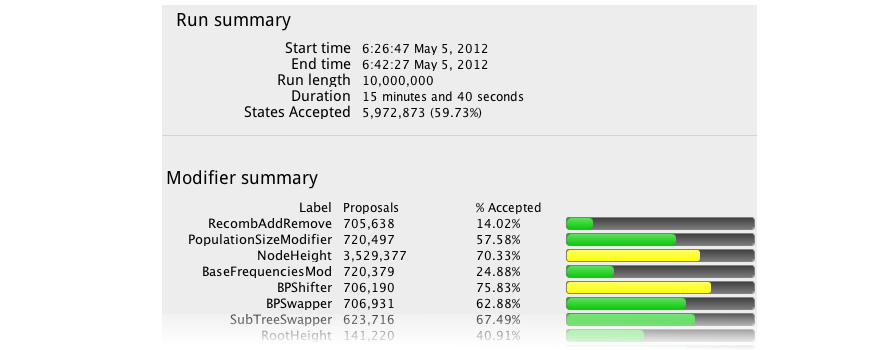 Run summary
Start time 6:26:47 May 5, 2012
End time 6:42:27 May 5, 2012
Run length 10,000,000
Duration 15 minutes and 40 seconds
States Accepted 5,972,873 (59.73%)
Modifier summary
Label Proposals % Accepted
RecombAddRemove 705,638 14.02%
PopulationSizeModifier 720,497 57.58%
NodeHeight 3,529,377 70.33%
BaseFrequenciesMod 720,379 24.88%
BPShifter 706,190 75.83%
BPSwapper 706,931 62.88%
SubTreeSwapper 623,716 67.49%
RootHeight 141,220 40.91%